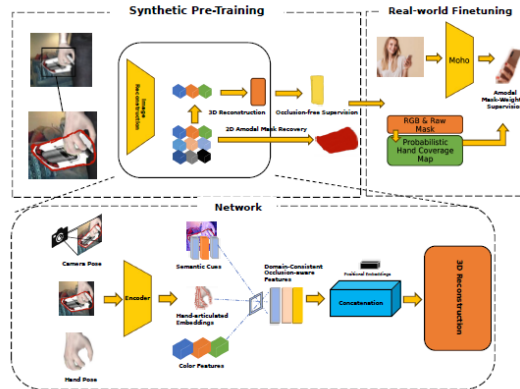 Synthetic Pre-Training
Real-world Finetuning
Image
Reconstruction
3D Reconstruction
Occlusion-free Supervision
2D Amodal Mask Recovery
Moho
Amodal
Mask-Weight
Supervision
RGB & Raw
Mask
Probabilistic
Hand Coverage
Map
Network
Camera Pose
Hand Pose
Encoder
Semantic Cues
Hand-articulated
Embeddings
Color Features
Domain-Consistent
Occlusion-aware
Features
Positional Embeddings
Concatenation
3D Reconstruction